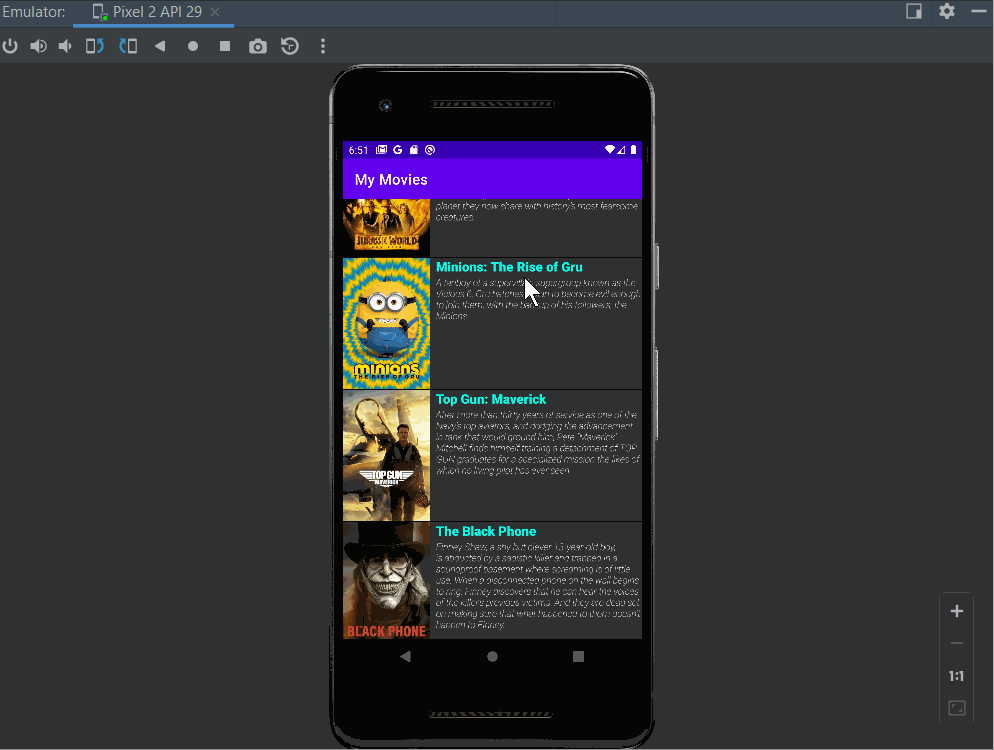 Emulator: Pixel 2 API 29
6:51
My Movies
planet they now share with history's most fearsome
creatures.
JURASSIC WORLD
Minions: The Rise of Gru
A fanboy of a supervillain supergroup known as the
Vicious 6, Gru hatches plan to become evil enough
to join them, with the backup of his followers, the
Minions.
MINIONS
THE RISE OF GRU
Top Gun: Maverick
After more than thirty years of service as one of the
Navy's top aviators, and dodging the advancement
in rank that would ground him, Pete "Maverick"
Mitchell finds himself training a detachment of TOP
GUN graduates for a specialized mission the likes of
which no living pilot has ever seen.
TOP GUN
MAVERICK
The Black Phone
Finney Shaw, a shy but clever 13-year-old boy,
is abducted by a sadistic killer and trapped in a
soundproof basement where screaming is of little
use. When a disconnected phone on the wall begins
to ring, Finney discovers that he can hear the voices
of the killer's previous victims. And they are dead set
on making sure that what happened to them doesn't
happen to Finney.
BLACK PHONE
1:1